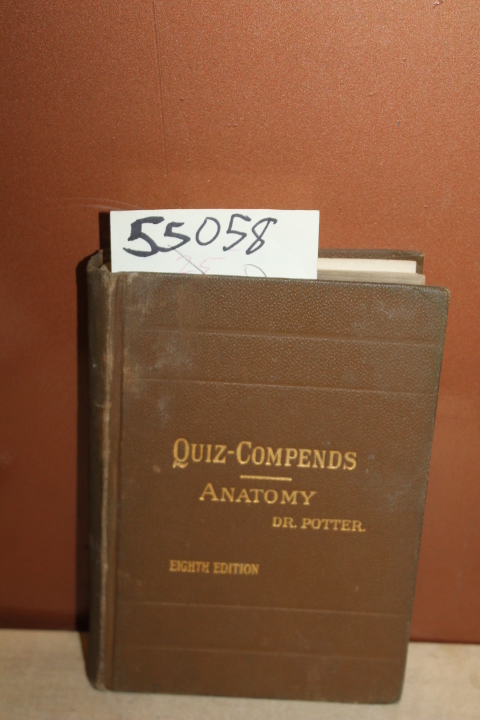 55058
QUIZ-COMPENDS
ANATOMY
DR. POTTER.
EIGHTH EDITION